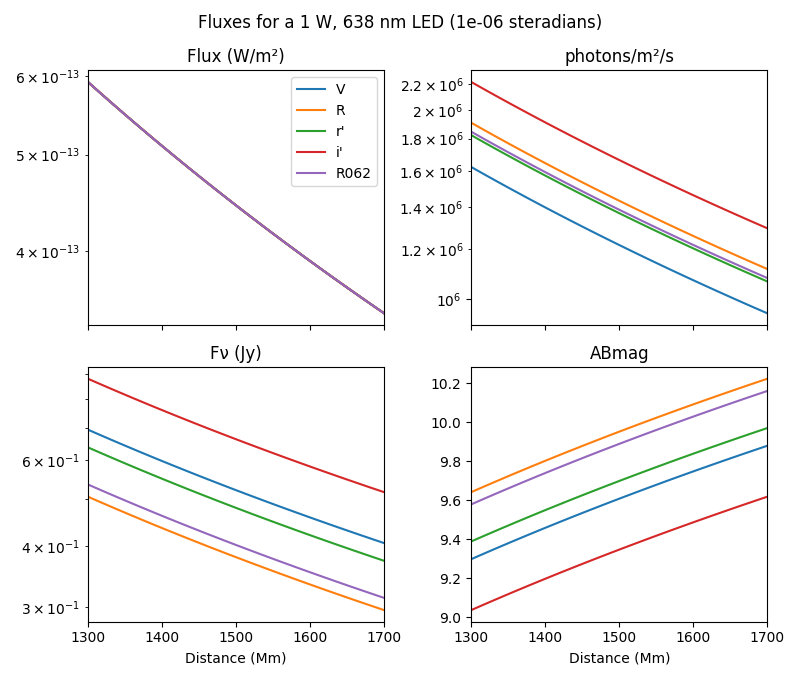 Fluxes for a 1 W, 638 nm LED (1e-06 steradians)
Flux (W/m²)
6 × 10⁻¹³
5 × 10⁻¹³
4 × 10⁻¹³
V
R
r'
i'
R062
photons/m²/s
2.2 × 10⁶
2 × 10⁶
1.8 × 10⁶
1.6 × 10⁶
1.4 × 10⁶
1.2 × 10⁶
10⁶
Fν (Jy)
6 × 10⁻¹
4 × 10⁻¹
3 × 10⁻¹
1300 1400 1500 1600 1700
Distance (Mm)
ABmag
10.2
10.0
9.8
9.6
9.4
9.2
9.0
1300 1400 1500 1600 1700
Distance (Mm)